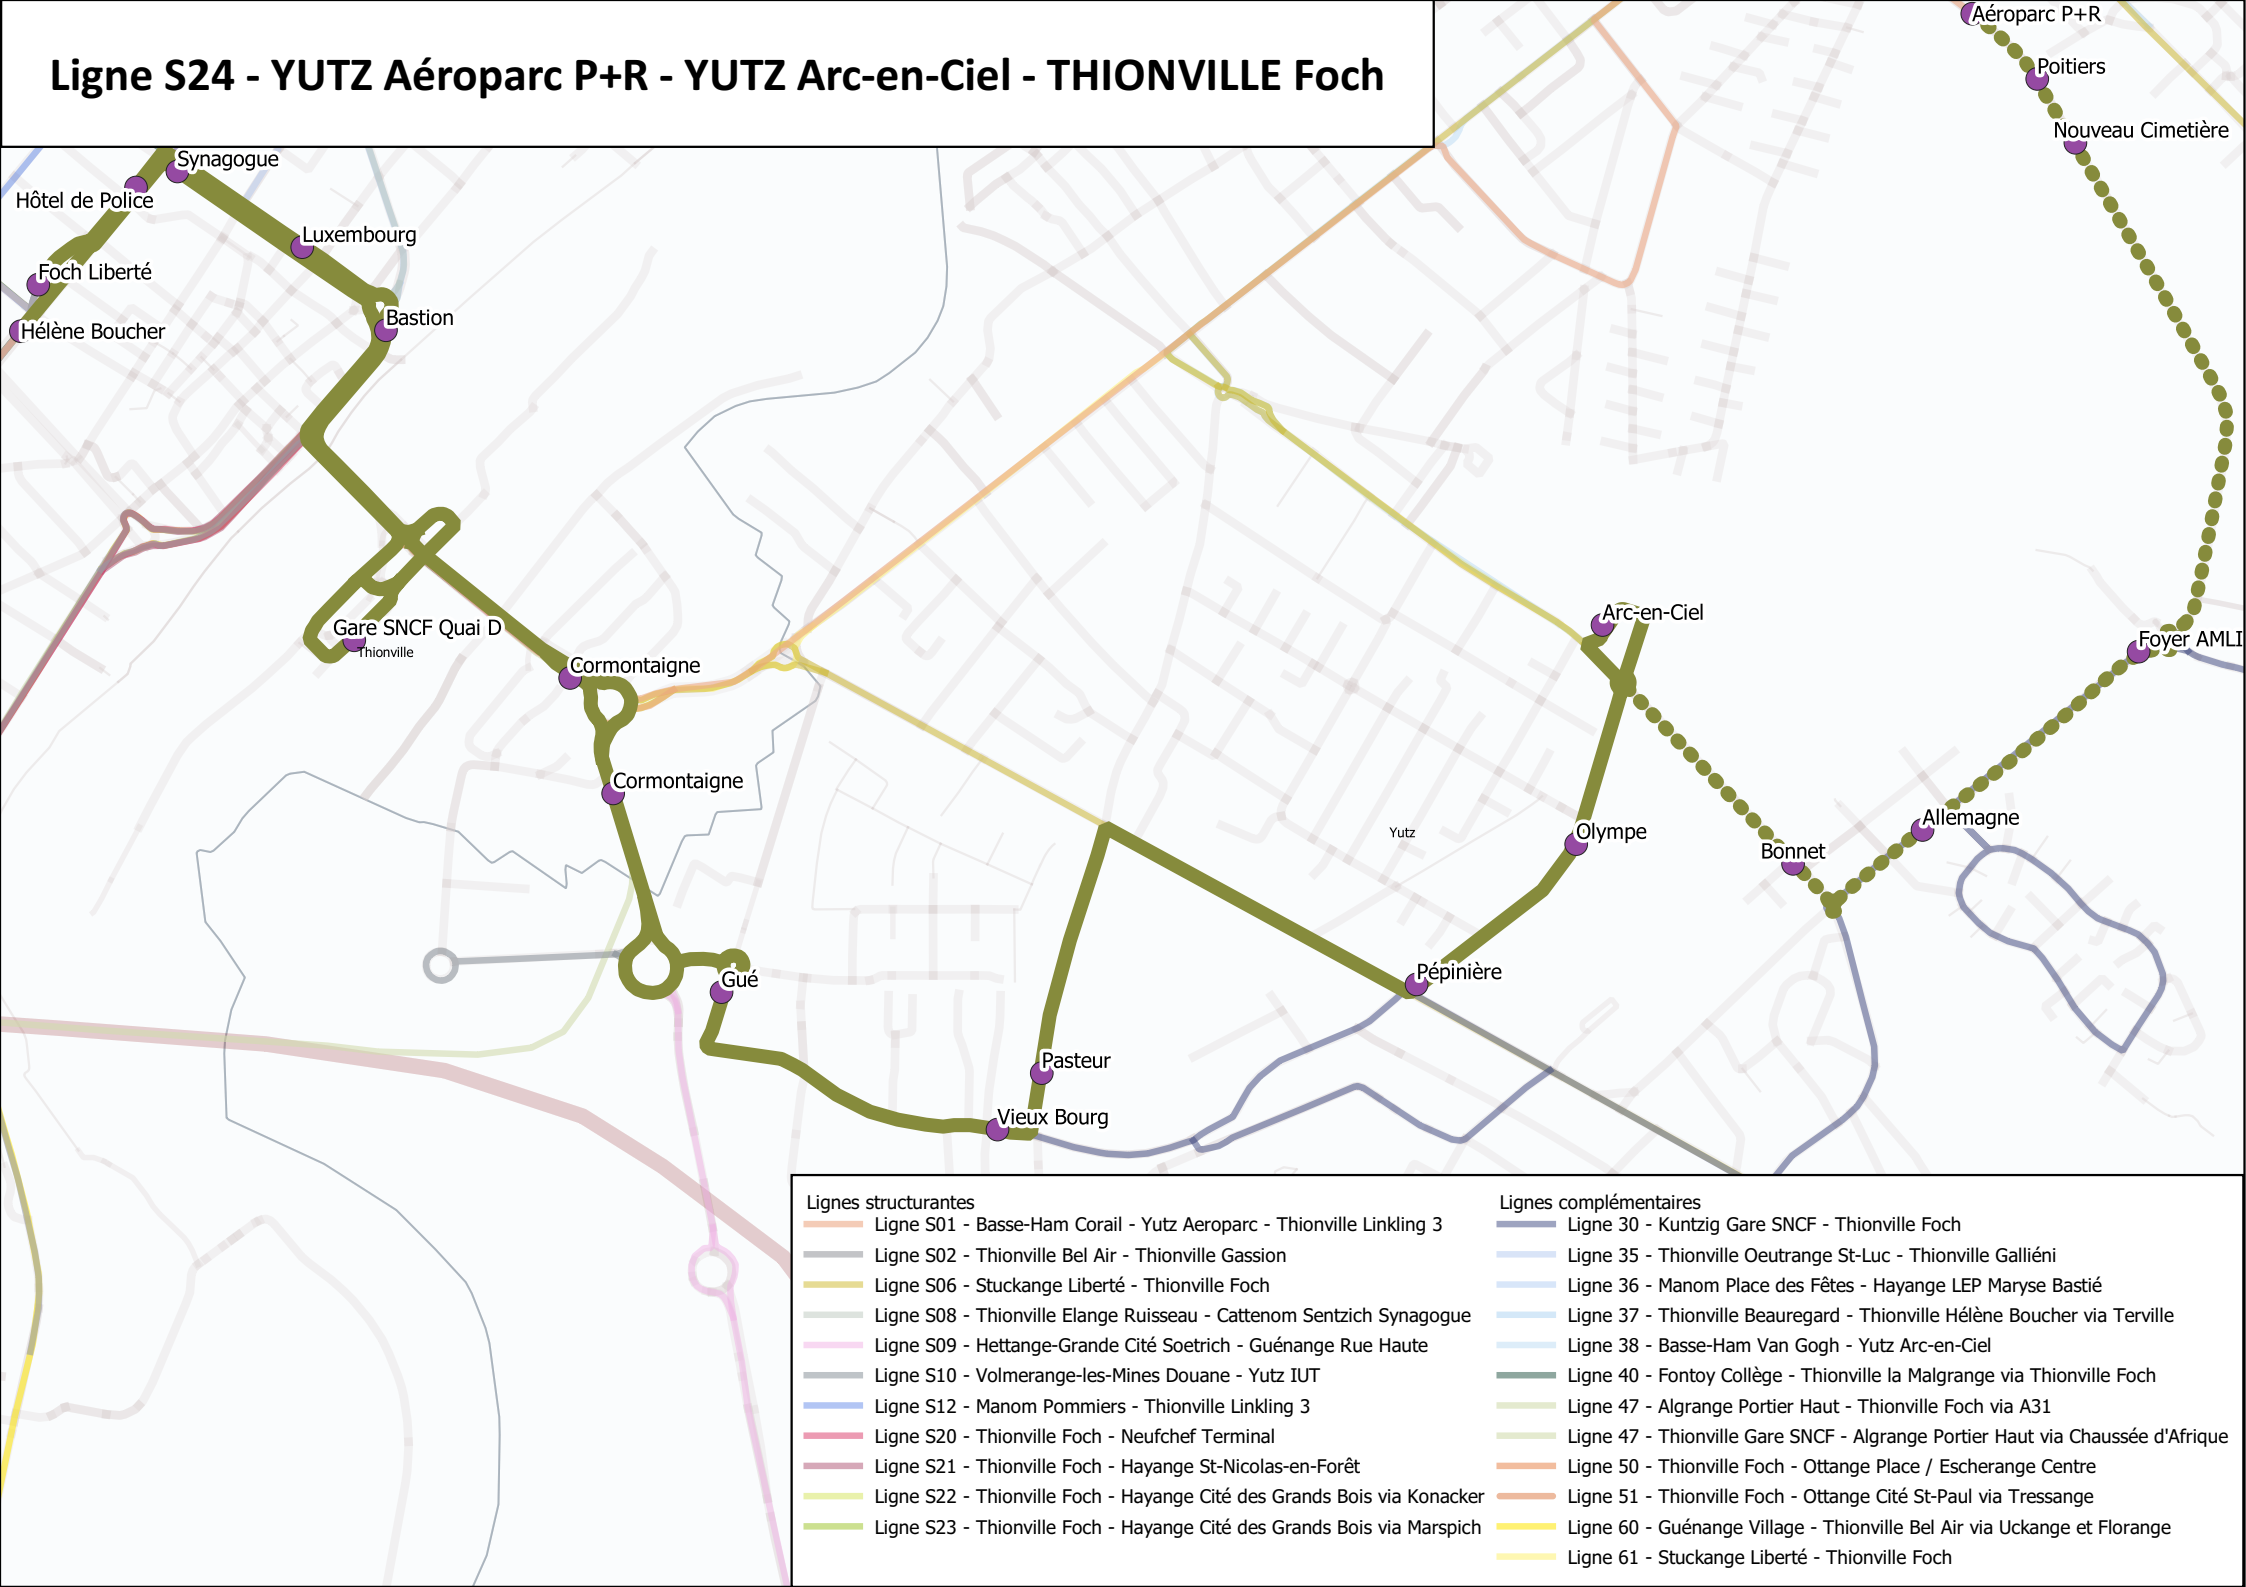 Ligne S24 - YUTZ Aéroparc P+R - YUTZ Arc-en-Ciel - THIONVILLE Foch
Aéroparc P+R
Poitiers
Nouveau Cimetière
Synagogue
Hôtel de Police
Luxembourg
Foch Liberté
Bastion
Hélène Boucher
Arc-en-Ciel
Gare SNCF Quai D
Thionville
Foyer AMLI
Cormontaigne
Cormontaigne
Allemagne
Yutz
Olympe
Bonnet
Pépinière
Gué
Pasteur
Vieux Bourg
Lignes structurantes
Ligne S01 - Basse-Ham Corail - Yutz Aeroparc - Thionville Linkling 3
Ligne S02 - Thionville Bel Air - Thionville Gassion
Ligne S06 - Stuckange Liberté - Thionville Foch
Ligne S08 - Thionville Elange Ruisseau - Cattenom Sentzich Synagogue
Ligne S09 - Hettange-Grande Cité Soetrich - Guénange Rue Haute
Ligne S10 - Volmerange-les-Mines Douane - Yutz IUT
Ligne S12 - Manom Pommiers - Thionville Linkling 3
Ligne S20 - Thionville Foch - Neufchef Terminal
Ligne S21 - Thionville Foch - Hayange St-Nicolas-en-Forêt
Ligne S22 - Thionville Foch - Hayange Cité des Grands Bois via Konacker
Ligne S23 - Thionville Foch - Hayange Cité des Grands Bois via Marspich
Lignes complémentaires
Ligne 30 - Kuntzig Gare SNCF - Thionville Foch
Ligne 35 - Thionville Oeutrange St-Luc - Thionville Galliéni
Ligne 36 - Manom Place des Fêtes - Hayange LEP Maryse Bastié
Ligne 37 - Thionville Beauregard - Thionville Hélène Boucher via Terville
Ligne 38 - Basse-Ham Van Gogh - Yutz Arc-en-Ciel
Ligne 40 - Fontoy Collège - Thionville la Malgrange via Thionville Foch
Ligne 47 - Algrange Portier Haut - Thionville Foch via A31
Ligne 47 - Thionville Gare SNCF - Algrange Portier Haut via Chaussée d'Afrique
Ligne 50 - Thionville Foch - Ottange Place / Escherange Centre
Ligne 51 - Thionville Foch - Ottange Cité St-Paul via Tressange
Ligne 60 - Guénange Village - Thionville Bel Air via Uckange et Florange
Ligne 61 - Stuckange Liberté - Thionville Foch